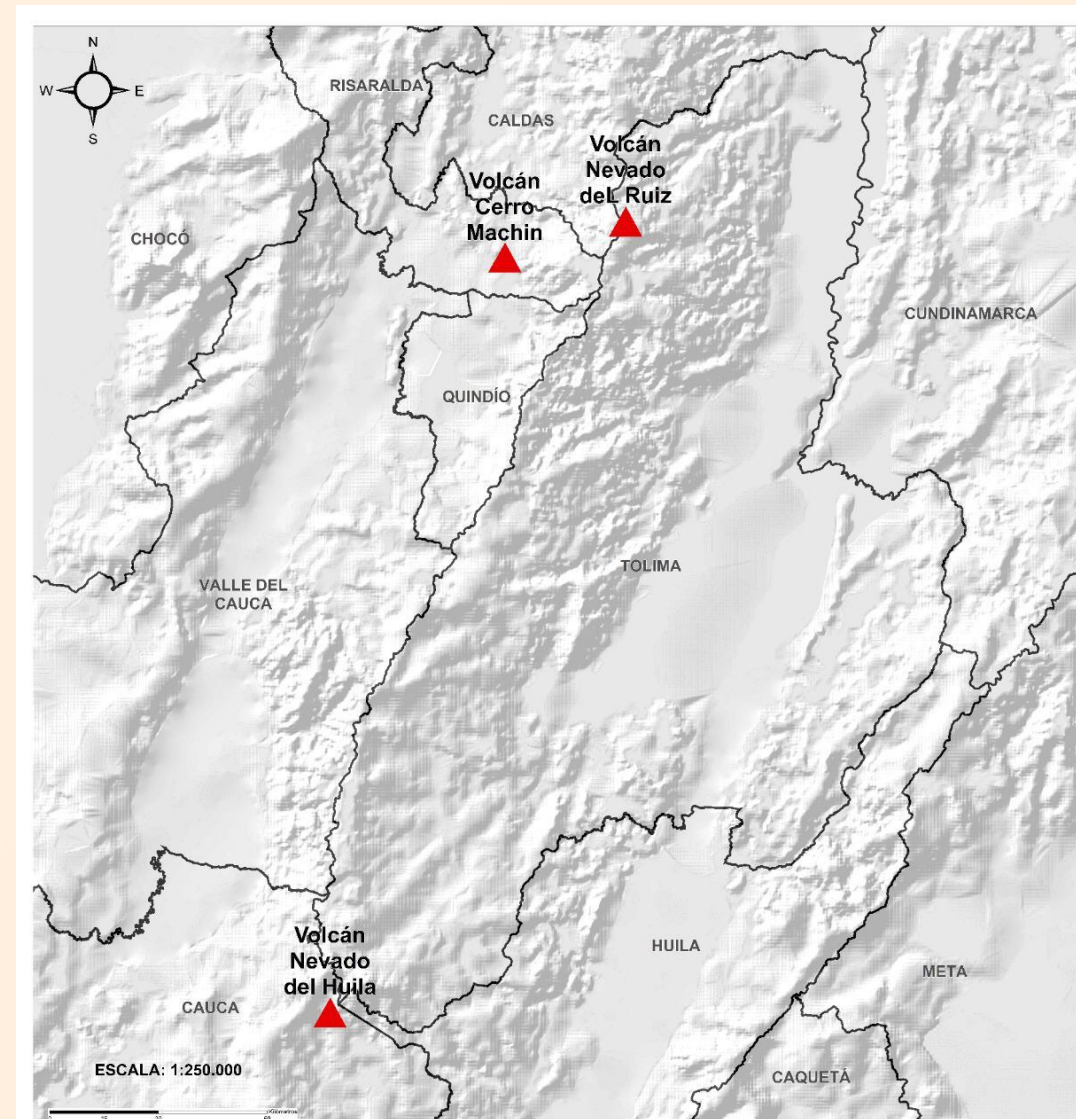 N
W
E
S
RISARALDA
CALDAS
Volcán
Nevado
deL Ruiz
Volcán
Cerro
Machin
CHOCÓ
CUNDINAMARCA
QUINDÍO
TOLIMA
VALLE DEL
CAUCA
Volcán
Nevado
del Huila
HUILA
META
CAUCA
ESCALA: 1:250.000
CAQUETÁ